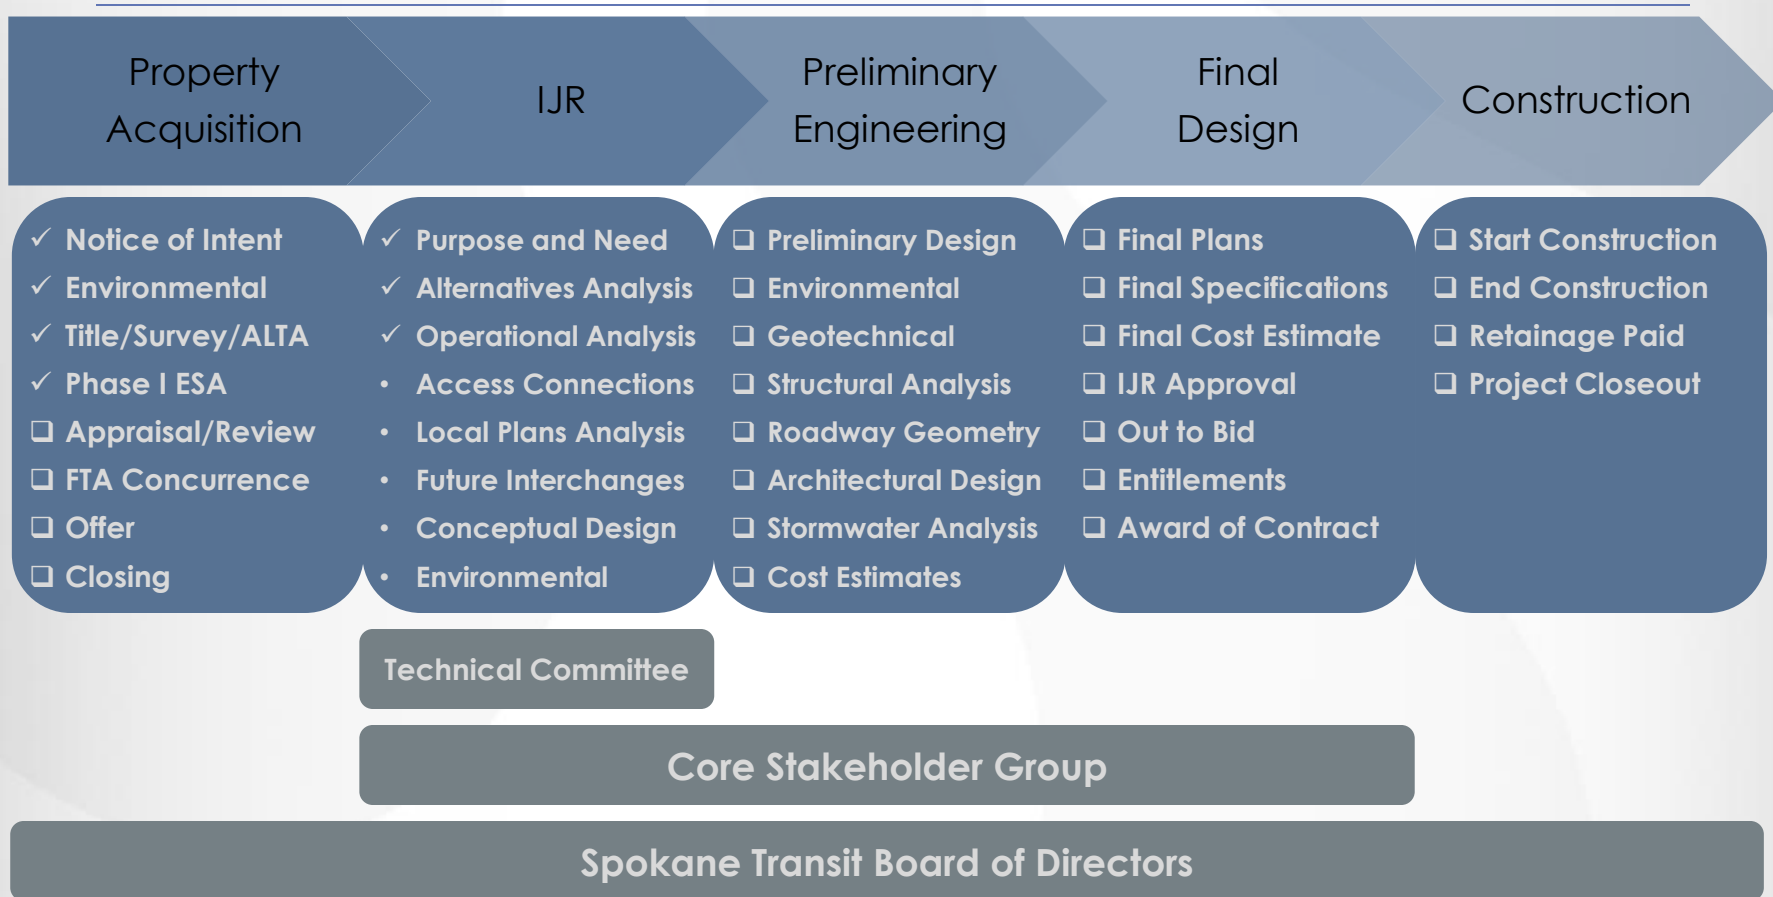 Property
Acquisition
IJR
Preliminary
Engineering
Final
Design
Construction
✓ Notice of Intent
✓ Environmental
✓ Title/Survey/ALTA
✓ Phase I ESA
❑ Appraisal/Review
❑ FTA Concurrence
❑ Offer
❑ Closing
✓ Purpose and Need
✓ Alternatives Analysis
✓ Operational Analysis
• Access Connections
• Local Plans Analysis
• Future Interchanges
• Conceptual Design
• Environmental
❑ Preliminary Design
❑ Environmental
❑ Geotechnical
❑ Structural Analysis
❑ Roadway Geometry
❑ Architectural Design
❑ Stormwater Analysis
❑ Cost Estimates
❑ Final Plans
❑ Final Specifications
❑ Final Cost Estimate
❑ IJR Approval
❑ Out to Bid
❑ Entitlements
❑ Award of Contract
❑ Start Construction
❑ End Construction
❑ Retainage Paid
❑ Project Closeout
Technical Committee
Core Stakeholder Group
Spokane Transit Board of Directors